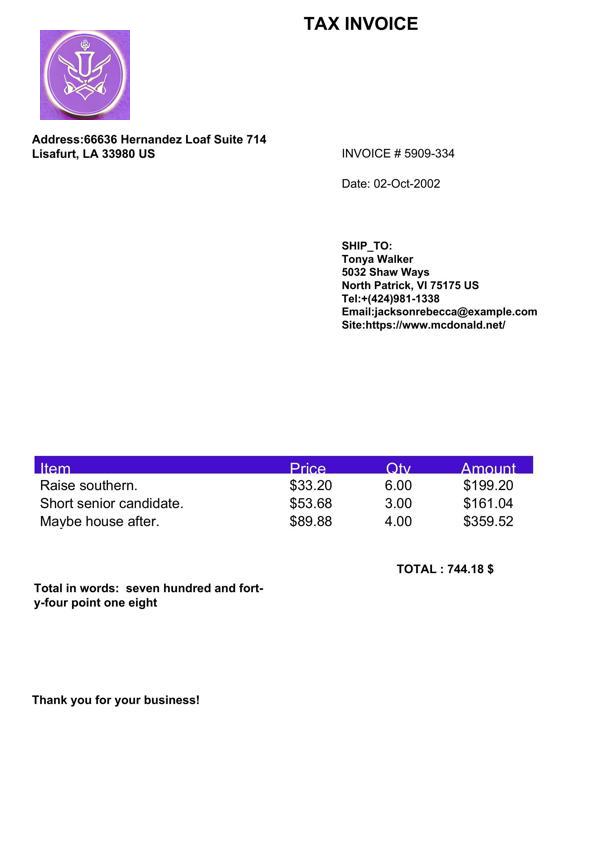 TAX INVOICE
Address:66636 Hernandez Loaf Suite 714
Lisafurt, LA 33980 US
INVOICE # 5909-334
Date: 02-Oct-2002
SHIP_TO:
Tonya Walker
5032 Shaw Ways
North Patrick, VI 75175 US
Tel:+(424)981-1338
Email:jacksonrebecca@example.com
Site:https://www.mcdonald.net/
Item Price Qty Amount
Raise southern. $33.20 6.00 $199.20
Short senior candidate. $53.68 3.00 $161.04
Maybe house after. $89.88 4.00 $359.52
TOTAL : 744.18 $
Total in words:  seven hundred and fort-
y-four point one eight
Thank you for your business!